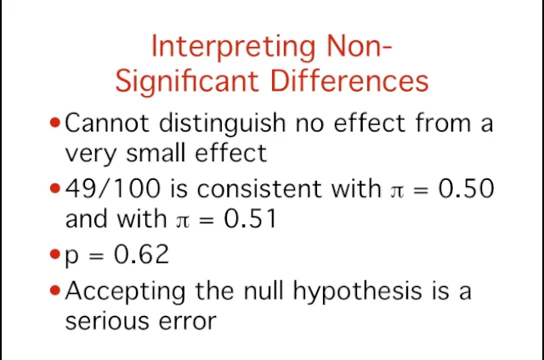 Interpreting Non-
Significant Differences
•Cannot distinguish no effect from a
very small effect
•49/100 is consistent with π = 0.50
and with π = 0.51
•p = 0.62
•Accepting the null hypothesis is a
serious error